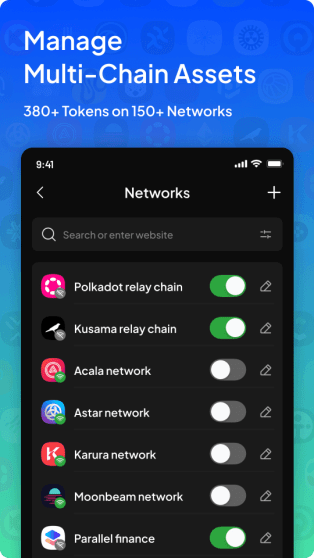 Manage
Multi-Chain Assets
380+ Tokens on 150+ Networks
9:41
Networks
Search or enter website
Polkadot relay chain
Kusama relay chain
Acala network
Astar network
Karura network
Moonbeam network
Parallel finance